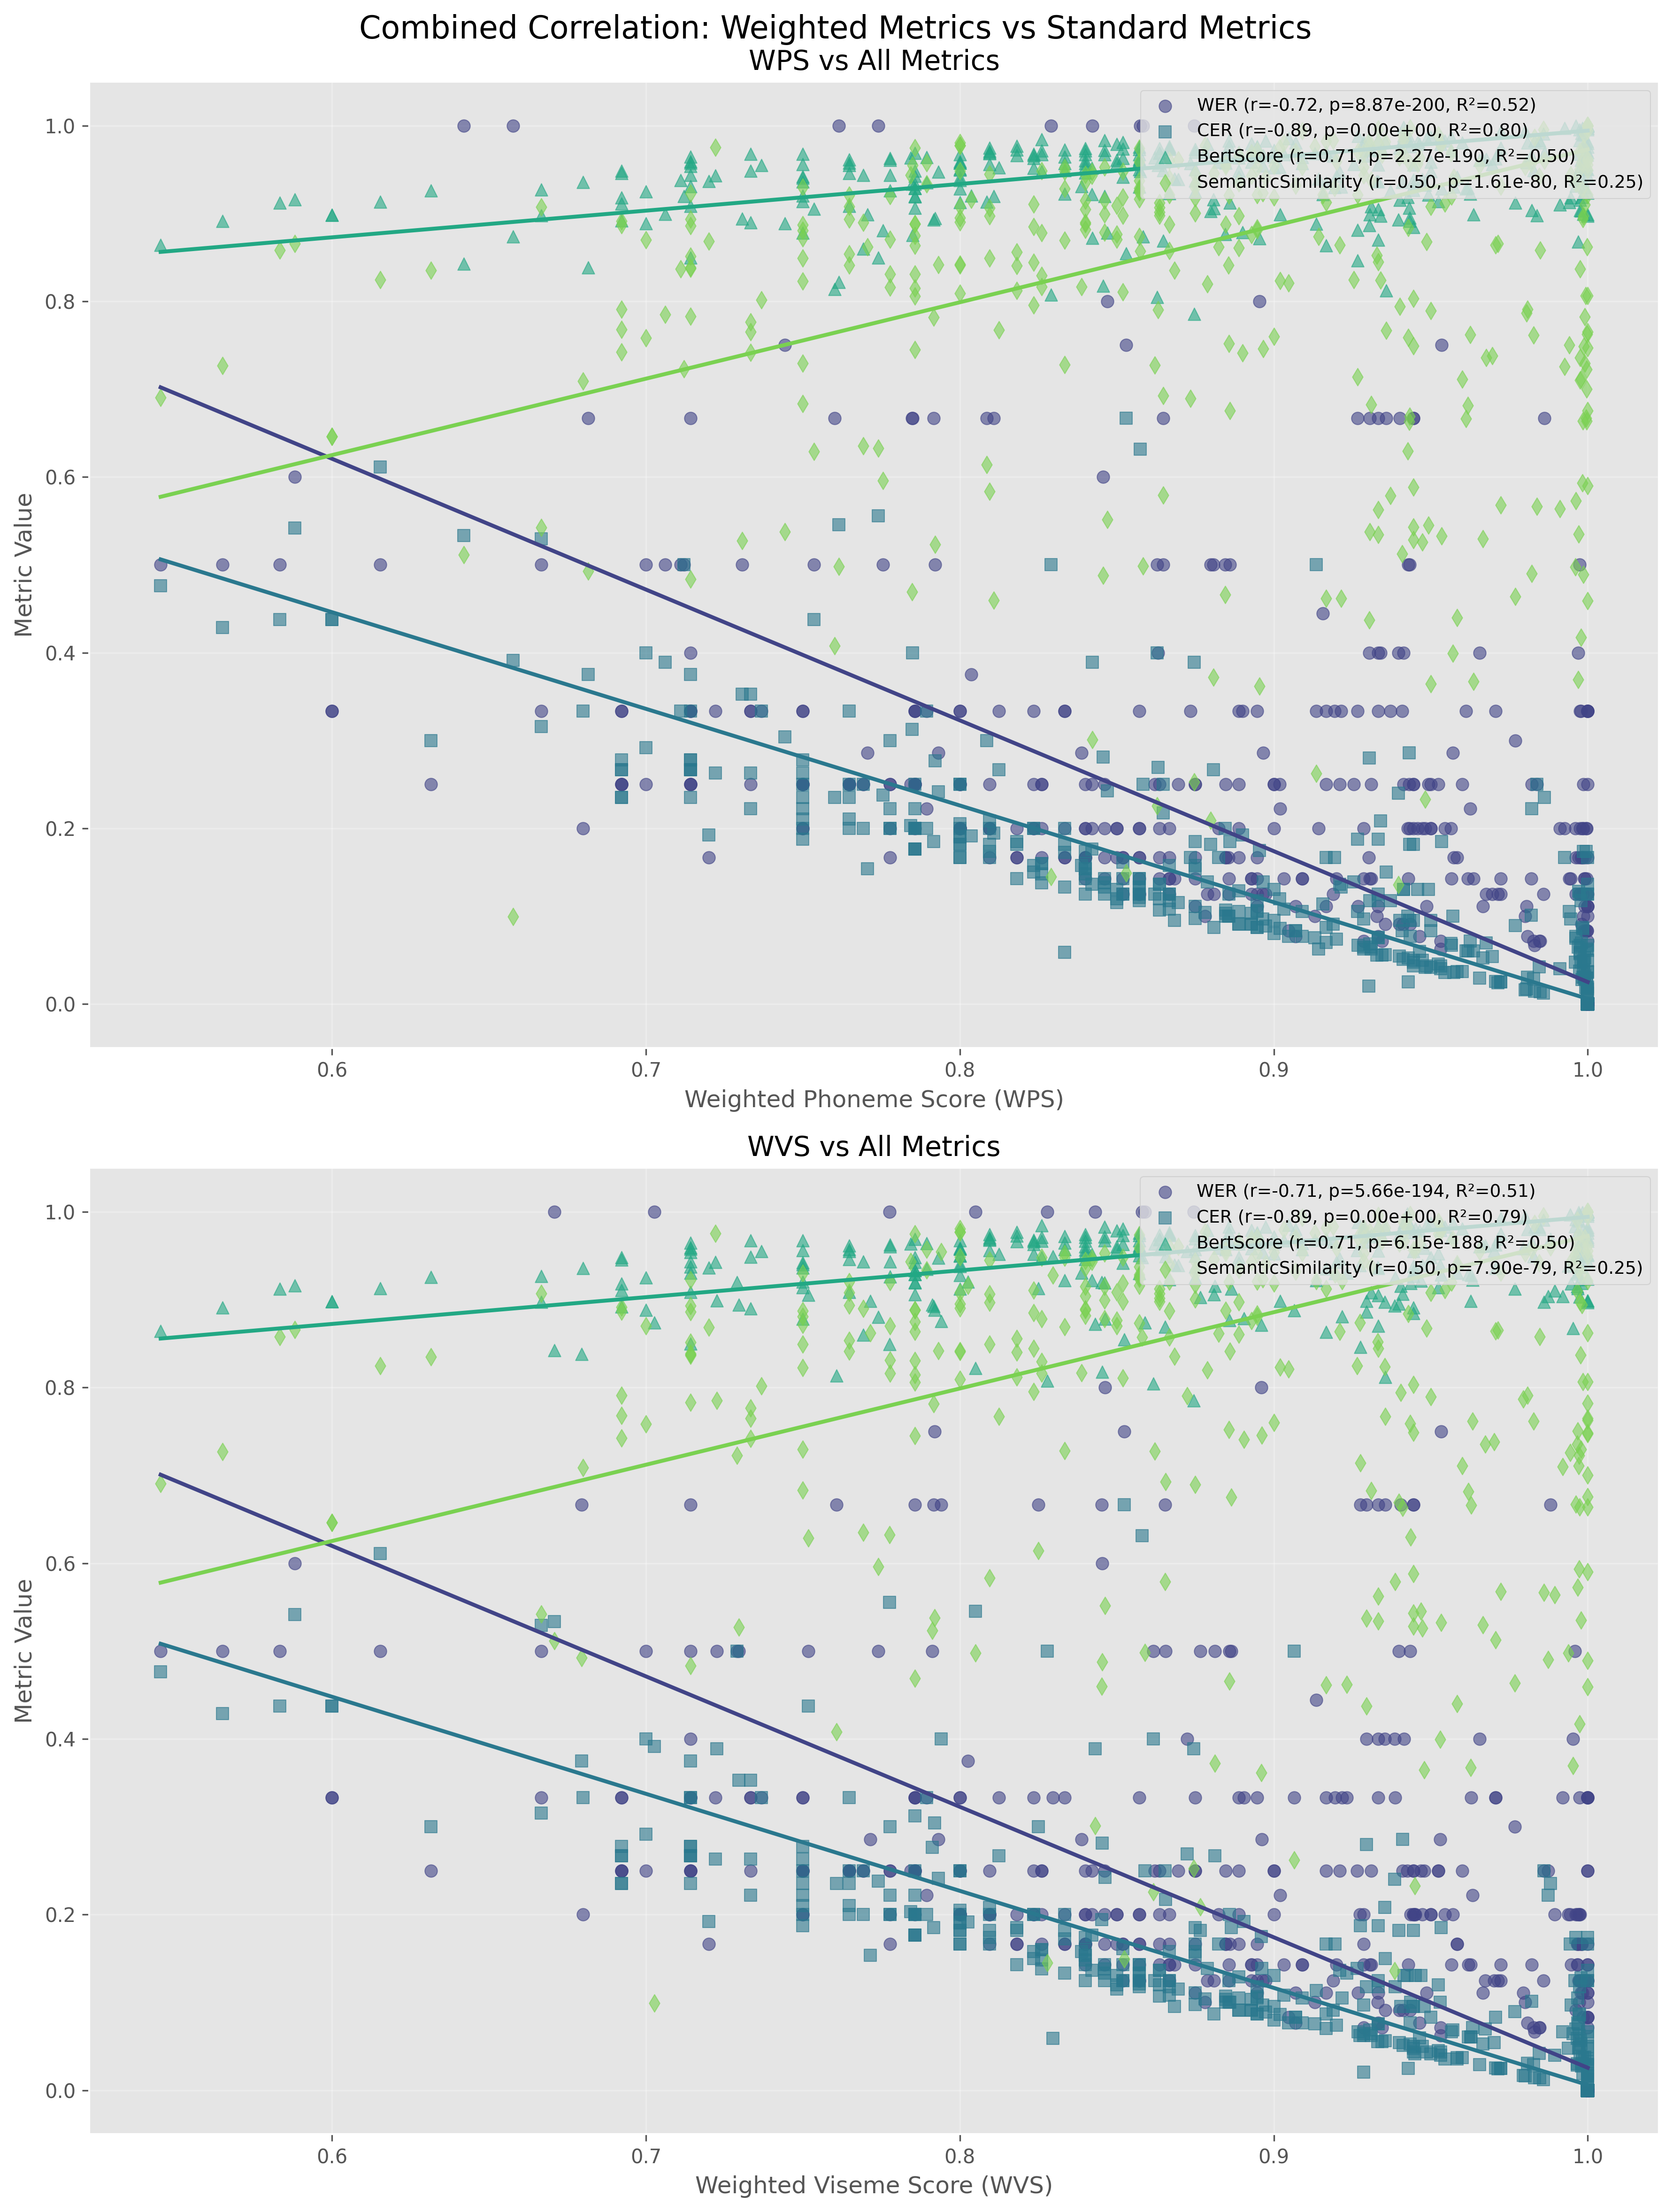 Combined Correlation: Weighted Metrics vs Standard Metrics
WPS vs All Metrics
WER (r=-0.72, p=8.87e-200, R²=0.52)
CER (r=-0.89, p=0.00e+00, R²=0.80)
BertScore (r=0.71, p=2.27e-190, R²=0.50)
SemanticSimilarity (r=0.50, p=1.61e-80, R²=0.25)
Metric Value
1.0
0.8
0.6
0.4
0.2
0.0
0.6 0.7 0.8 0.9 1.0
Weighted Phoneme Score (WPS)
WVS vs All Metrics
WER (r=-0.71, p=5.66e-194, R²=0.51)
CER (r=-0.89, p=0.00e+00, R²=0.79)
BertScore (r=0.71, p=6.15e-188, R²=0.50)
SemanticSimilarity (r=0.50, p=7.90e-79, R²=0.25)
Metric Value
1.0
0.8
0.6
0.4
0.2
0.0
0.6 0.7 0.8 0.9 1.0
Weighted Viseme Score (WVS)